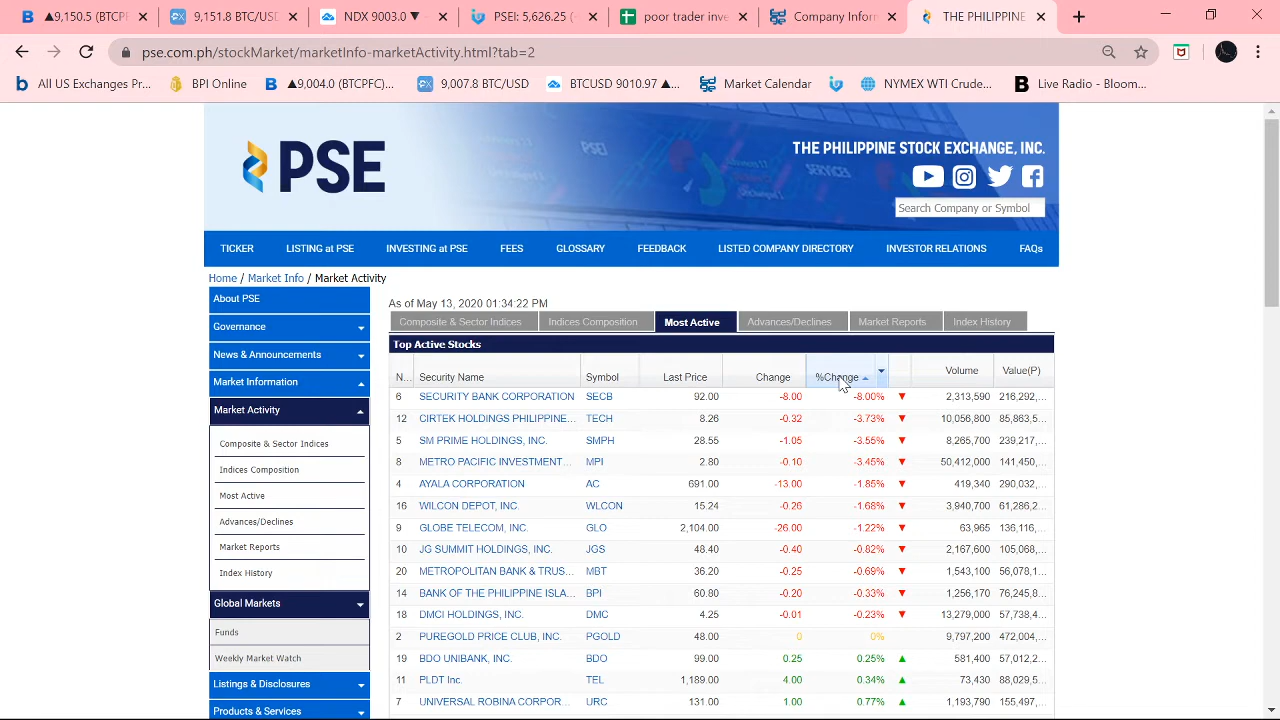 ▲9,150.5 (BTCPFC)
9,151.8 BTC/USD
NDX 9003.0 ▼
PSEi: 5,626.25
poor trader inve
Company Inform
THE PHILIPPINE
pse.com.ph/stockMarket/marketInfo-marketActivity.html?tab=2
All US Exchanges Pr... BPI Online ▲9,004.0 (BTCPFC)... 9,007.8 BTC/USD BTCUSD 9010.97 ▲... Market Calendar NYMEX WTI Crude... Live Radio - Bloom...
PSE
THE PHILIPPINE STOCK EXCHANGE, INC.
Search Company or Symbol
TICKER LISTING at PSE INVESTING at PSE FEES GLOSSARY FEEDBACK LISTED COMPANY DIRECTORY INVESTOR RELATIONS FAQs
Home / Market Info / Market Activity
About PSE
Governance
News & Announcements
Market Information
Market Activity
Composite & Sector Indices
Indices Composition
Most Active
Advances/Declines
Market Reports
Index History
Global Markets
Funds
Weekly Market Watch
Listings & Disclosures
Products & Services
As of May 13, 2020 01:34:22 PM
Composite & Sector Indices Indices Composition Most Active Advances/Declines Market Reports Index History
Top Active Stocks
N... Security Name Symbol Last Price Change %Change Volume Value(P)
6 SECURITY BANK CORPORATION SECB 92.00 -8.00 -8.00% ▼ 2,313,590 216,292,...
12 CIRTEK HOLDINGS PHILIPPINE... TECH 8.26 -0.32 -3.73% ▼ 10,056,800 85,863,5...
5 SM PRIME HOLDINGS, INC. SMPH 28.55 -1.05 -3.55% ▼ 8,265,700 239,217,...
8 METRO PACIFIC INVESTMENT... MPI 2.80 -0.10 -3.45% ▼ 50,412,000 141,450,...
4 AYALA CORPORATION AC 691.00 -13.00 -1.85% ▼ 419,340 290,032,...
16 WILCON DEPOT, INC. WLCON 15.24 -0.26 -1.68% ▼ 3,940,700 61,286,2...
9 GLOBE TELECOM, INC. GLO 2,104.00 -26.00 -1.22% ▼ 63,965 136,116,...
10 JG SUMMIT HOLDINGS, INC. JGS 48.40 -0.40 -0.82% ▼ 2,167,600 105,068,...
20 METROPOLITAN BANK & TRUS... MBT 36.20 -0.25 -0.69% ▼ 1,543,100 56,078,1...
14 BANK OF THE PHILIPPINE ISLA... BPI 60.80 -0.20 -0.33% ▼ 1,256,170 76,245,8...
18 DMCI HOLDINGS, INC. DMC 4.25 -0.01 -0.23% ▼ 13,279,000 57,738,4...
2 PUREGOLD PRICE CLUB, INC. PGOLD 48.00 0 0% 9,797,200 472,004,...
19 BDO UNIBANK, INC. BDO 99.00 0.25 0.25% ▲ 581,400 57,012,2...
11 PLDT Inc. TEL 1,189.00 4.00 0.34% ▲ 73,430 88,029,5...
7 UNIVERSAL ROBINA CORPOR... URC 131.00 1.00 0.77% ▲ 1,193,790 155,497,...